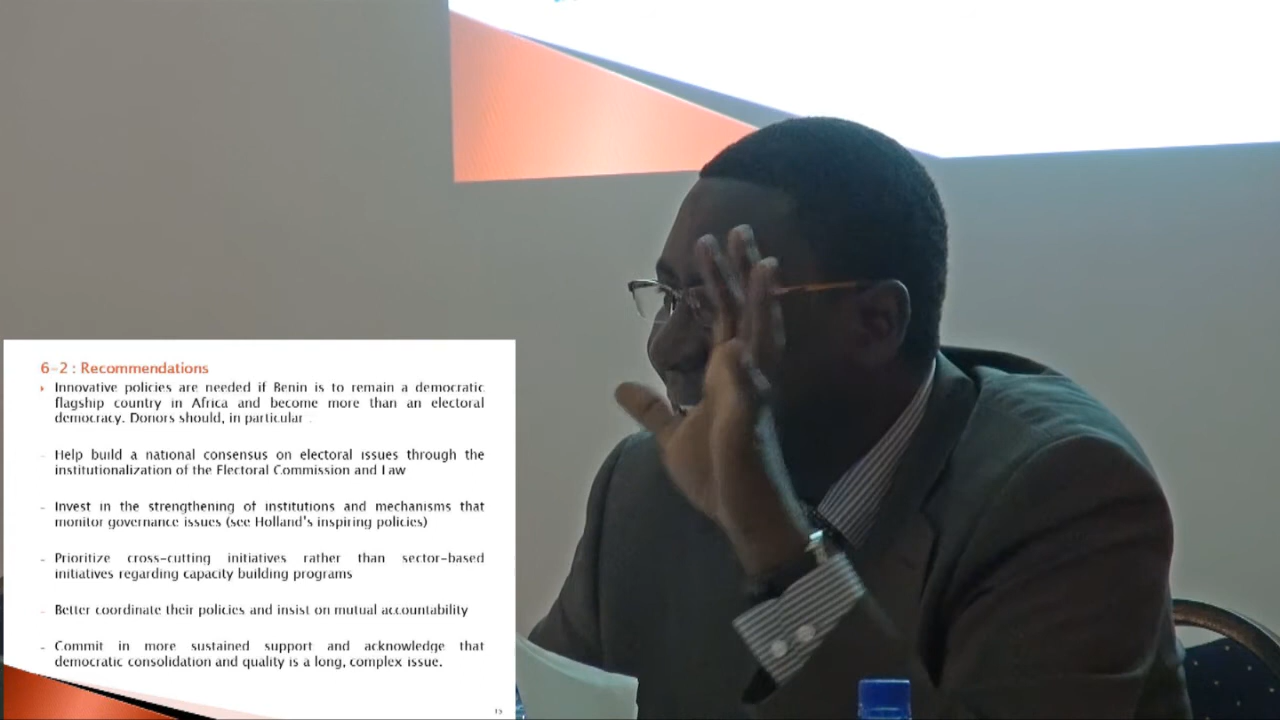 6-2 : Recommendations
Innovative policies are needed if Benin is to remain a democratic
flagship country in Africa and become more than an electoral
democracy. Donors should, in particular :
- Help build a national consensus on electoral issues through the
institutionalization of the Electoral Commission and Law
- Invest in the strengthening of institutions and mechanisms that
monitor governance issues (see Holland's inspiring policies)
- Prioritize cross-cutting initiatives rather than sector-based
initiatives regarding capacity building programs
- Better coordinate their policies and insist on mutual accountability
- Commit in more sustained support and acknowledge that
democratic consolidation and quality is a long, complex issue.
15